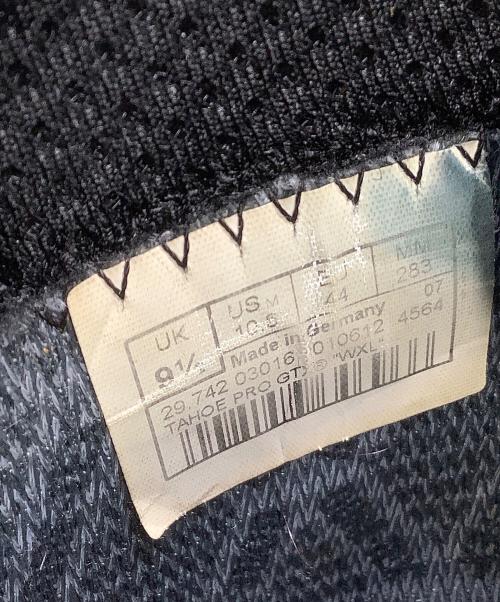 UK US M EU MM
9½ 10.5 44 283
Made in Germany 07
29.742 03016 010612 4564
TAHOE PRO GTX® "WXL"